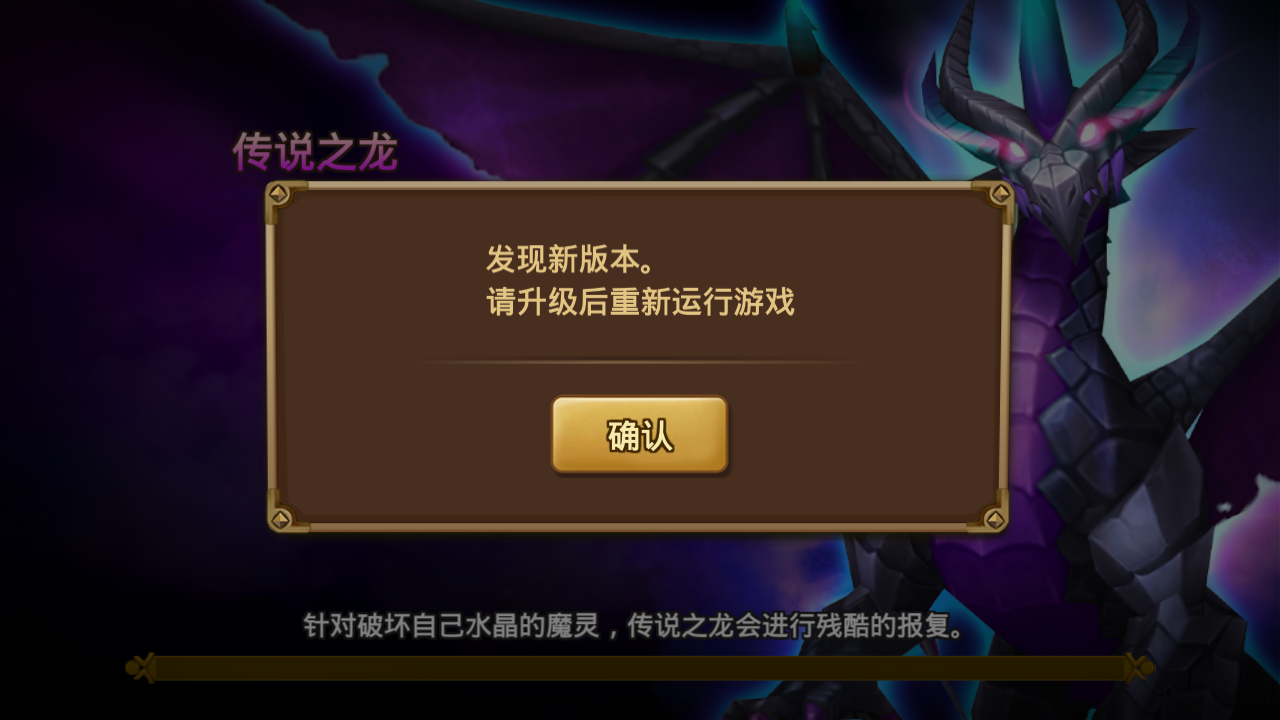 传说之龙
发现新版本。
请升级后重新运行游戏
确认
针对破坏自己水晶的魔灵，传说之龙会进行残酷的报复。